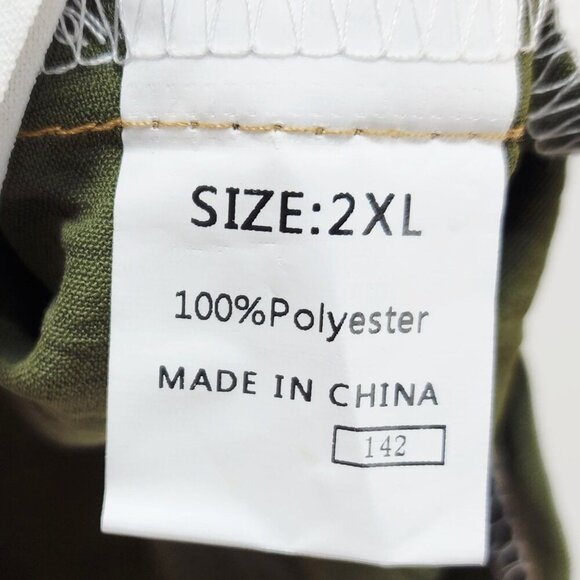 SIZE:2XL
100%Polyester
MADE IN CHINA
142